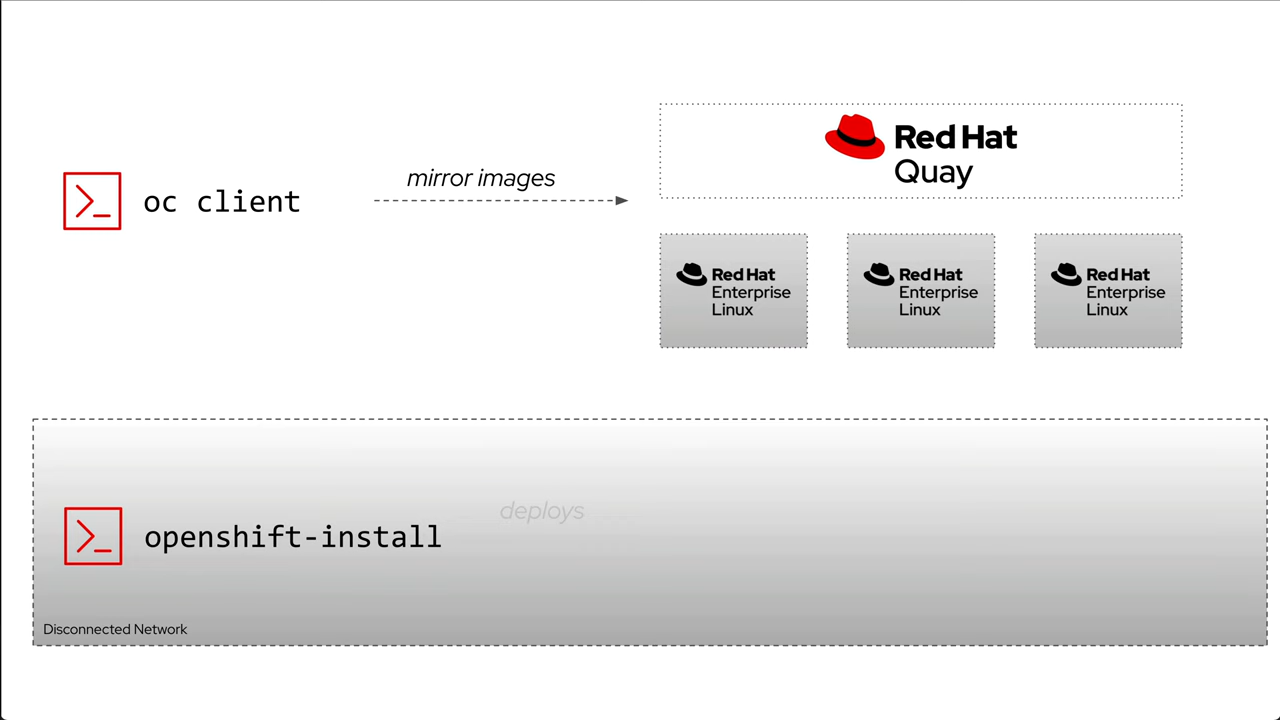 Red Hat
Quay
mirror images
oc client
Red Hat
Enterprise
Linux
Red Hat
Enterprise
Linux
Red Hat
Enterprise
Linux
deploys
openshift-install
Disconnected Network